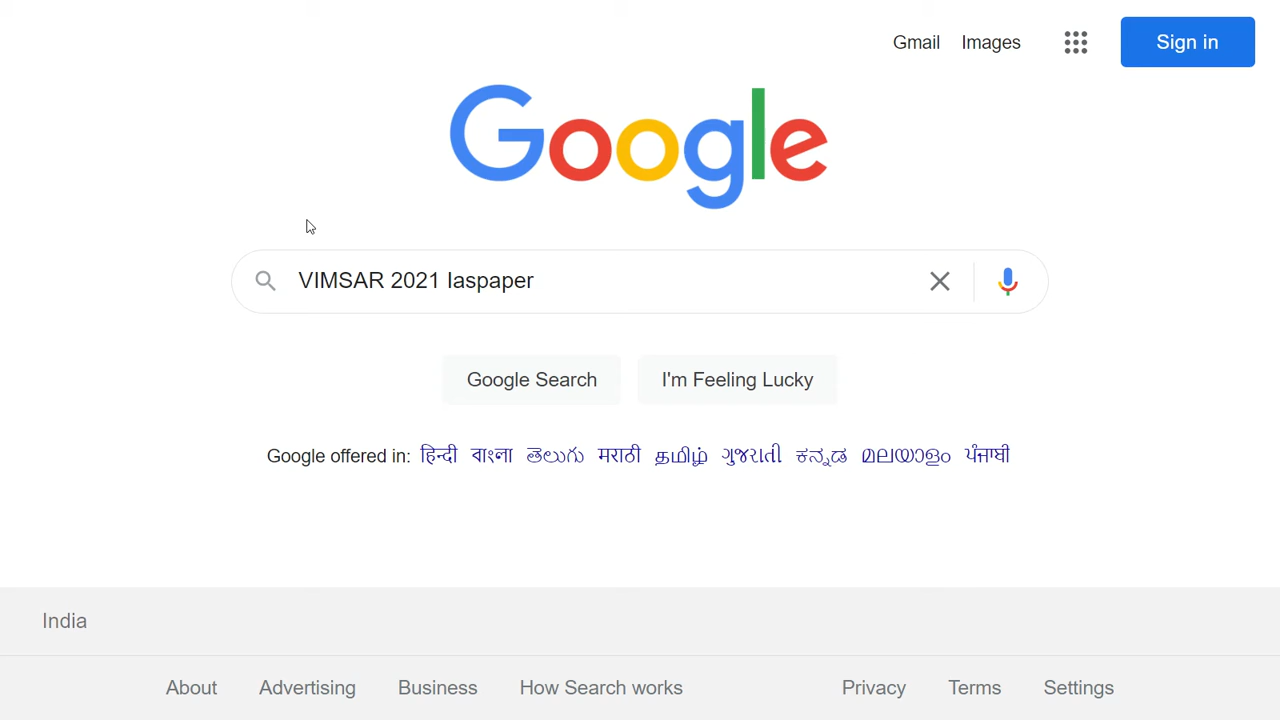 Gmail Images Sign in
Google
VIMSAR 2021 Iaspaper
Google Search I'm Feeling Lucky
Google offered in: हिन्दी বাংলা తెలుగు मराठी தமிழ் ગુજરાતી ಕನ್ನಡ മലയാളം ਪੰਜਾਬੀ
India
About Advertising Business How Search works Privacy Terms Settings